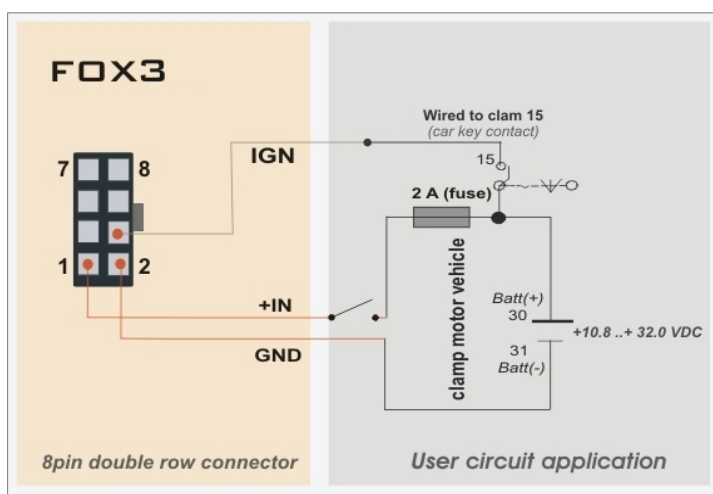 FOX3
Wired to clam 15
(car key contact)
IGN
15
7
8
2 A (fuse)
1
2
clamp motor vehicle
+IN
Batt(+)
30
+10.8 ..+ 32.0 VDC
GND
31
Batt(-)
8pin double row connector
User circuit application